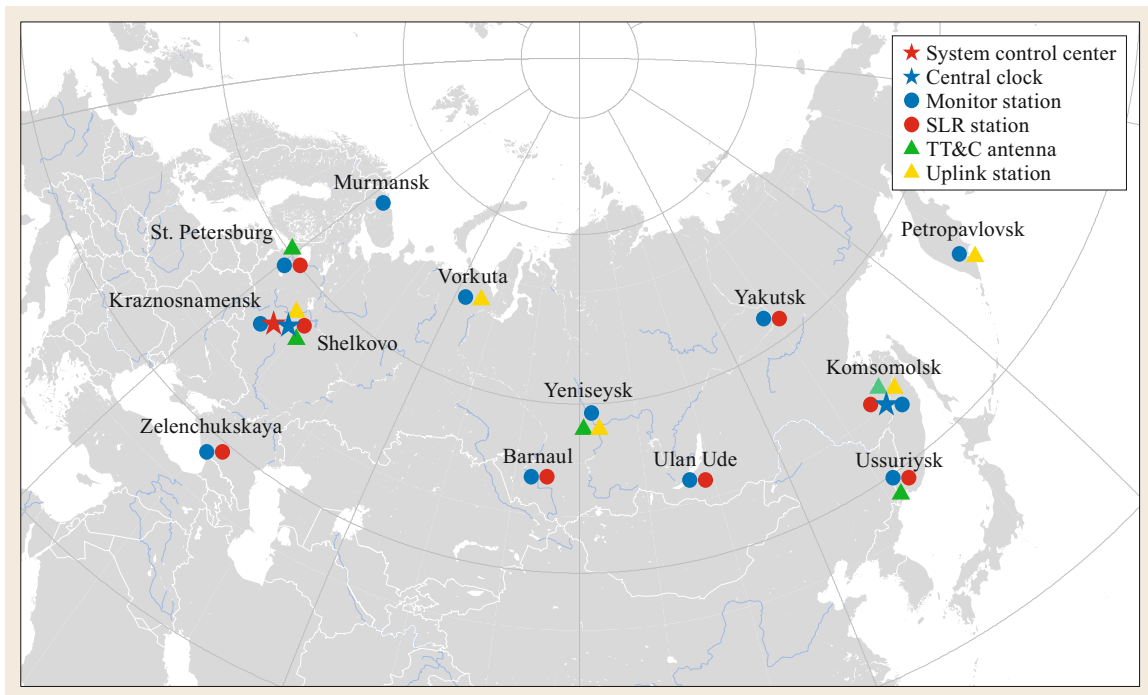 System control center
Central clock
Monitor station
SLR station
TT&C antenna
Uplink station
Murmansk
St. Petersburg
Petropavlovsk
Vorkuta
Kraznosnamensk
Yakutsk
Shelkovo
Komsomolsk
Yeniseysk
Zelenchukskaya
Barnaul
Ulan Ude
Ussuriysk